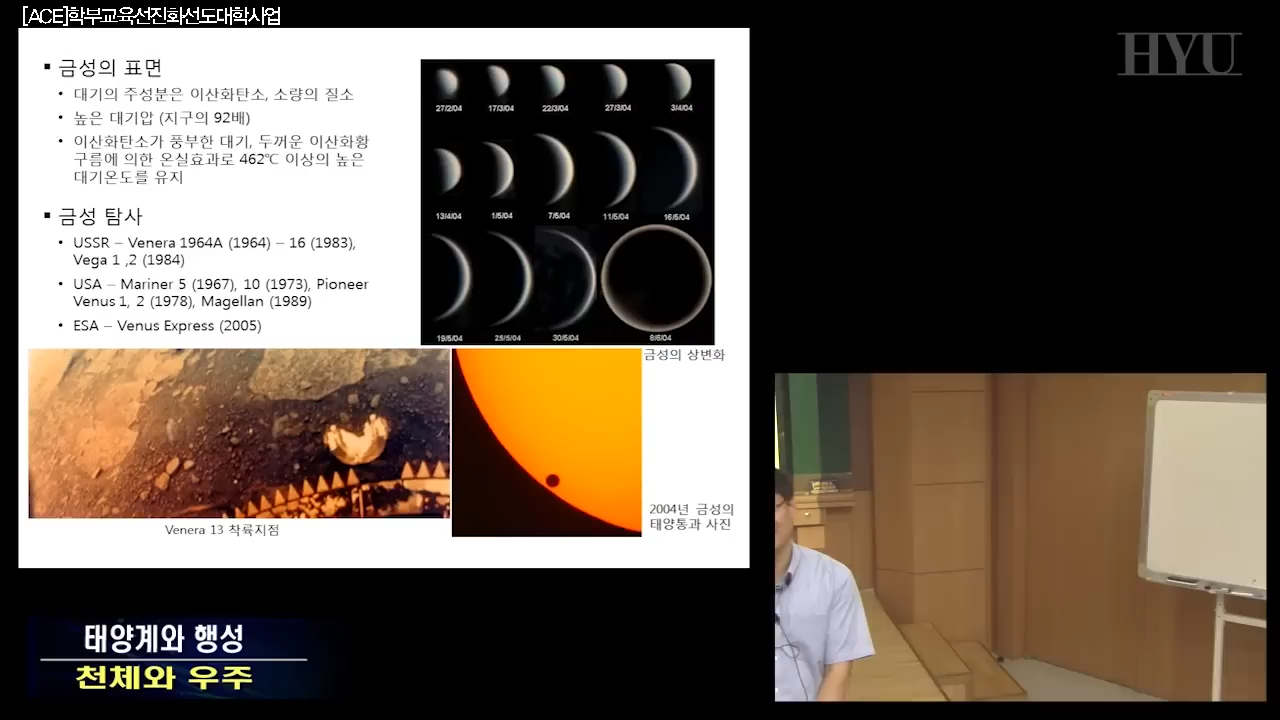 [ACE]학부교육선진화선도대학사업
HYU
▪ 금성의 표면
• 대기의 주성분은 이산화탄소, 소량의 질소
• 높은 대기압 (지구의 92배)
• 이산화탄소가 풍부한 대기, 두꺼운 이산화황
구름에 의한 온실효과로 462℃ 이상의 높은
대기온도를 유지
▪ 금성 탐사
• USSR – Venera 1964A (1964) – 16 (1983),
Vega 1 ,2 (1984)
• USA – Mariner 5 (1967), 10 (1973), Pioneer
Venus 1, 2 (1978), Magellan (1989)
• ESA – Venus Express (2005)
27/2/04 17/3/04 22/3/04 27/3/04 3/4/04
13/4/04 1/5/04 7/5/04 11/5/04 16/5/04
19/5/04 25/5/04 30/5/04 8/6/04
금성의 상변화
Venera 13 착륙지점
2004년 금성의
태양통과 사진
태양계와 행성
천체와 우주